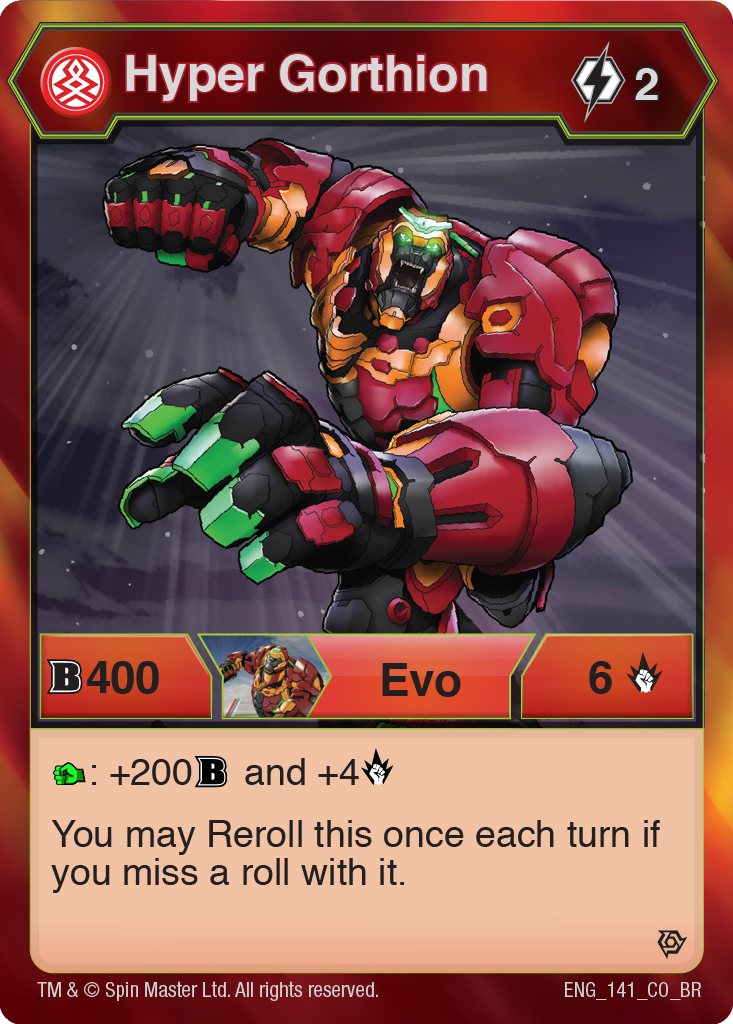 Hyper Gorthion
2
B 400
Evo
6
: +200 B and +4
You may Reroll this once each turn if
you miss a roll with it.
TM & © Spin Master Ltd. All rights reserved.
ENG_141_CO_BR